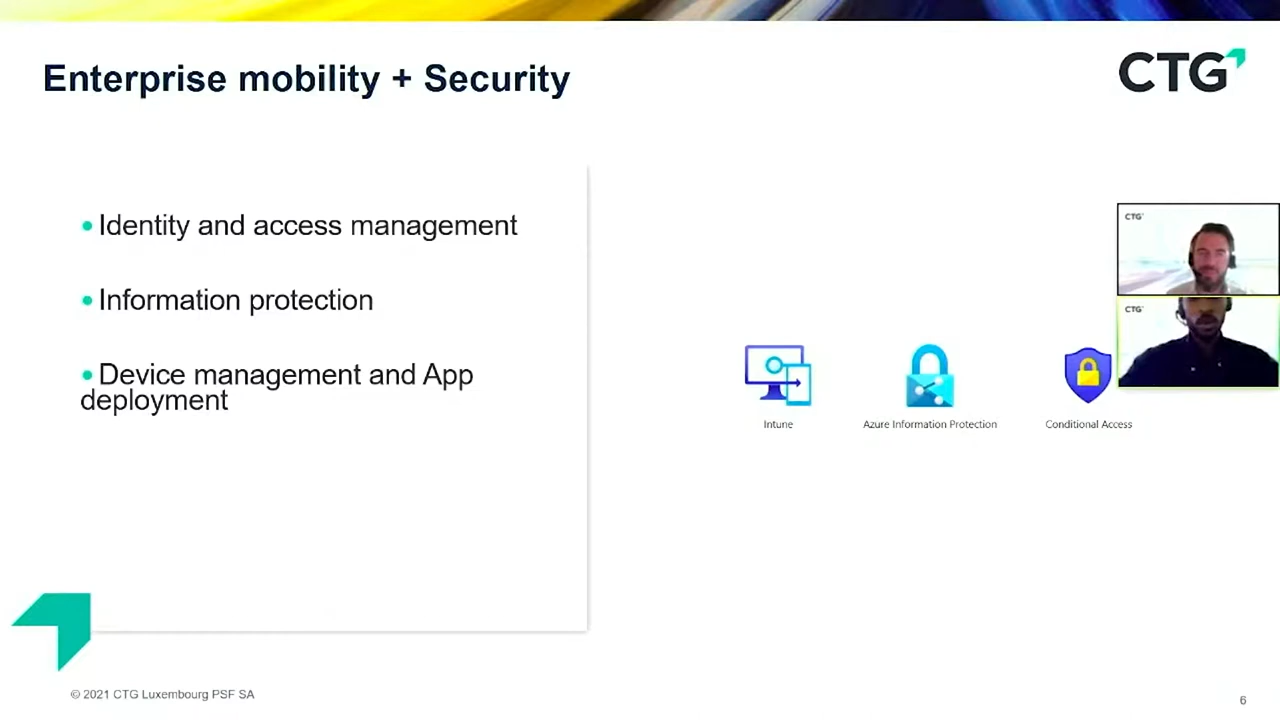 Enterprise mobility + Security
CTG
• Identity and access management
• Information protection
• Device management and App
deployment
CTG
CTG
Intune
Azure Information Protection
Conditional Access
© 2021 CTG Luxembourg PSF SA
6